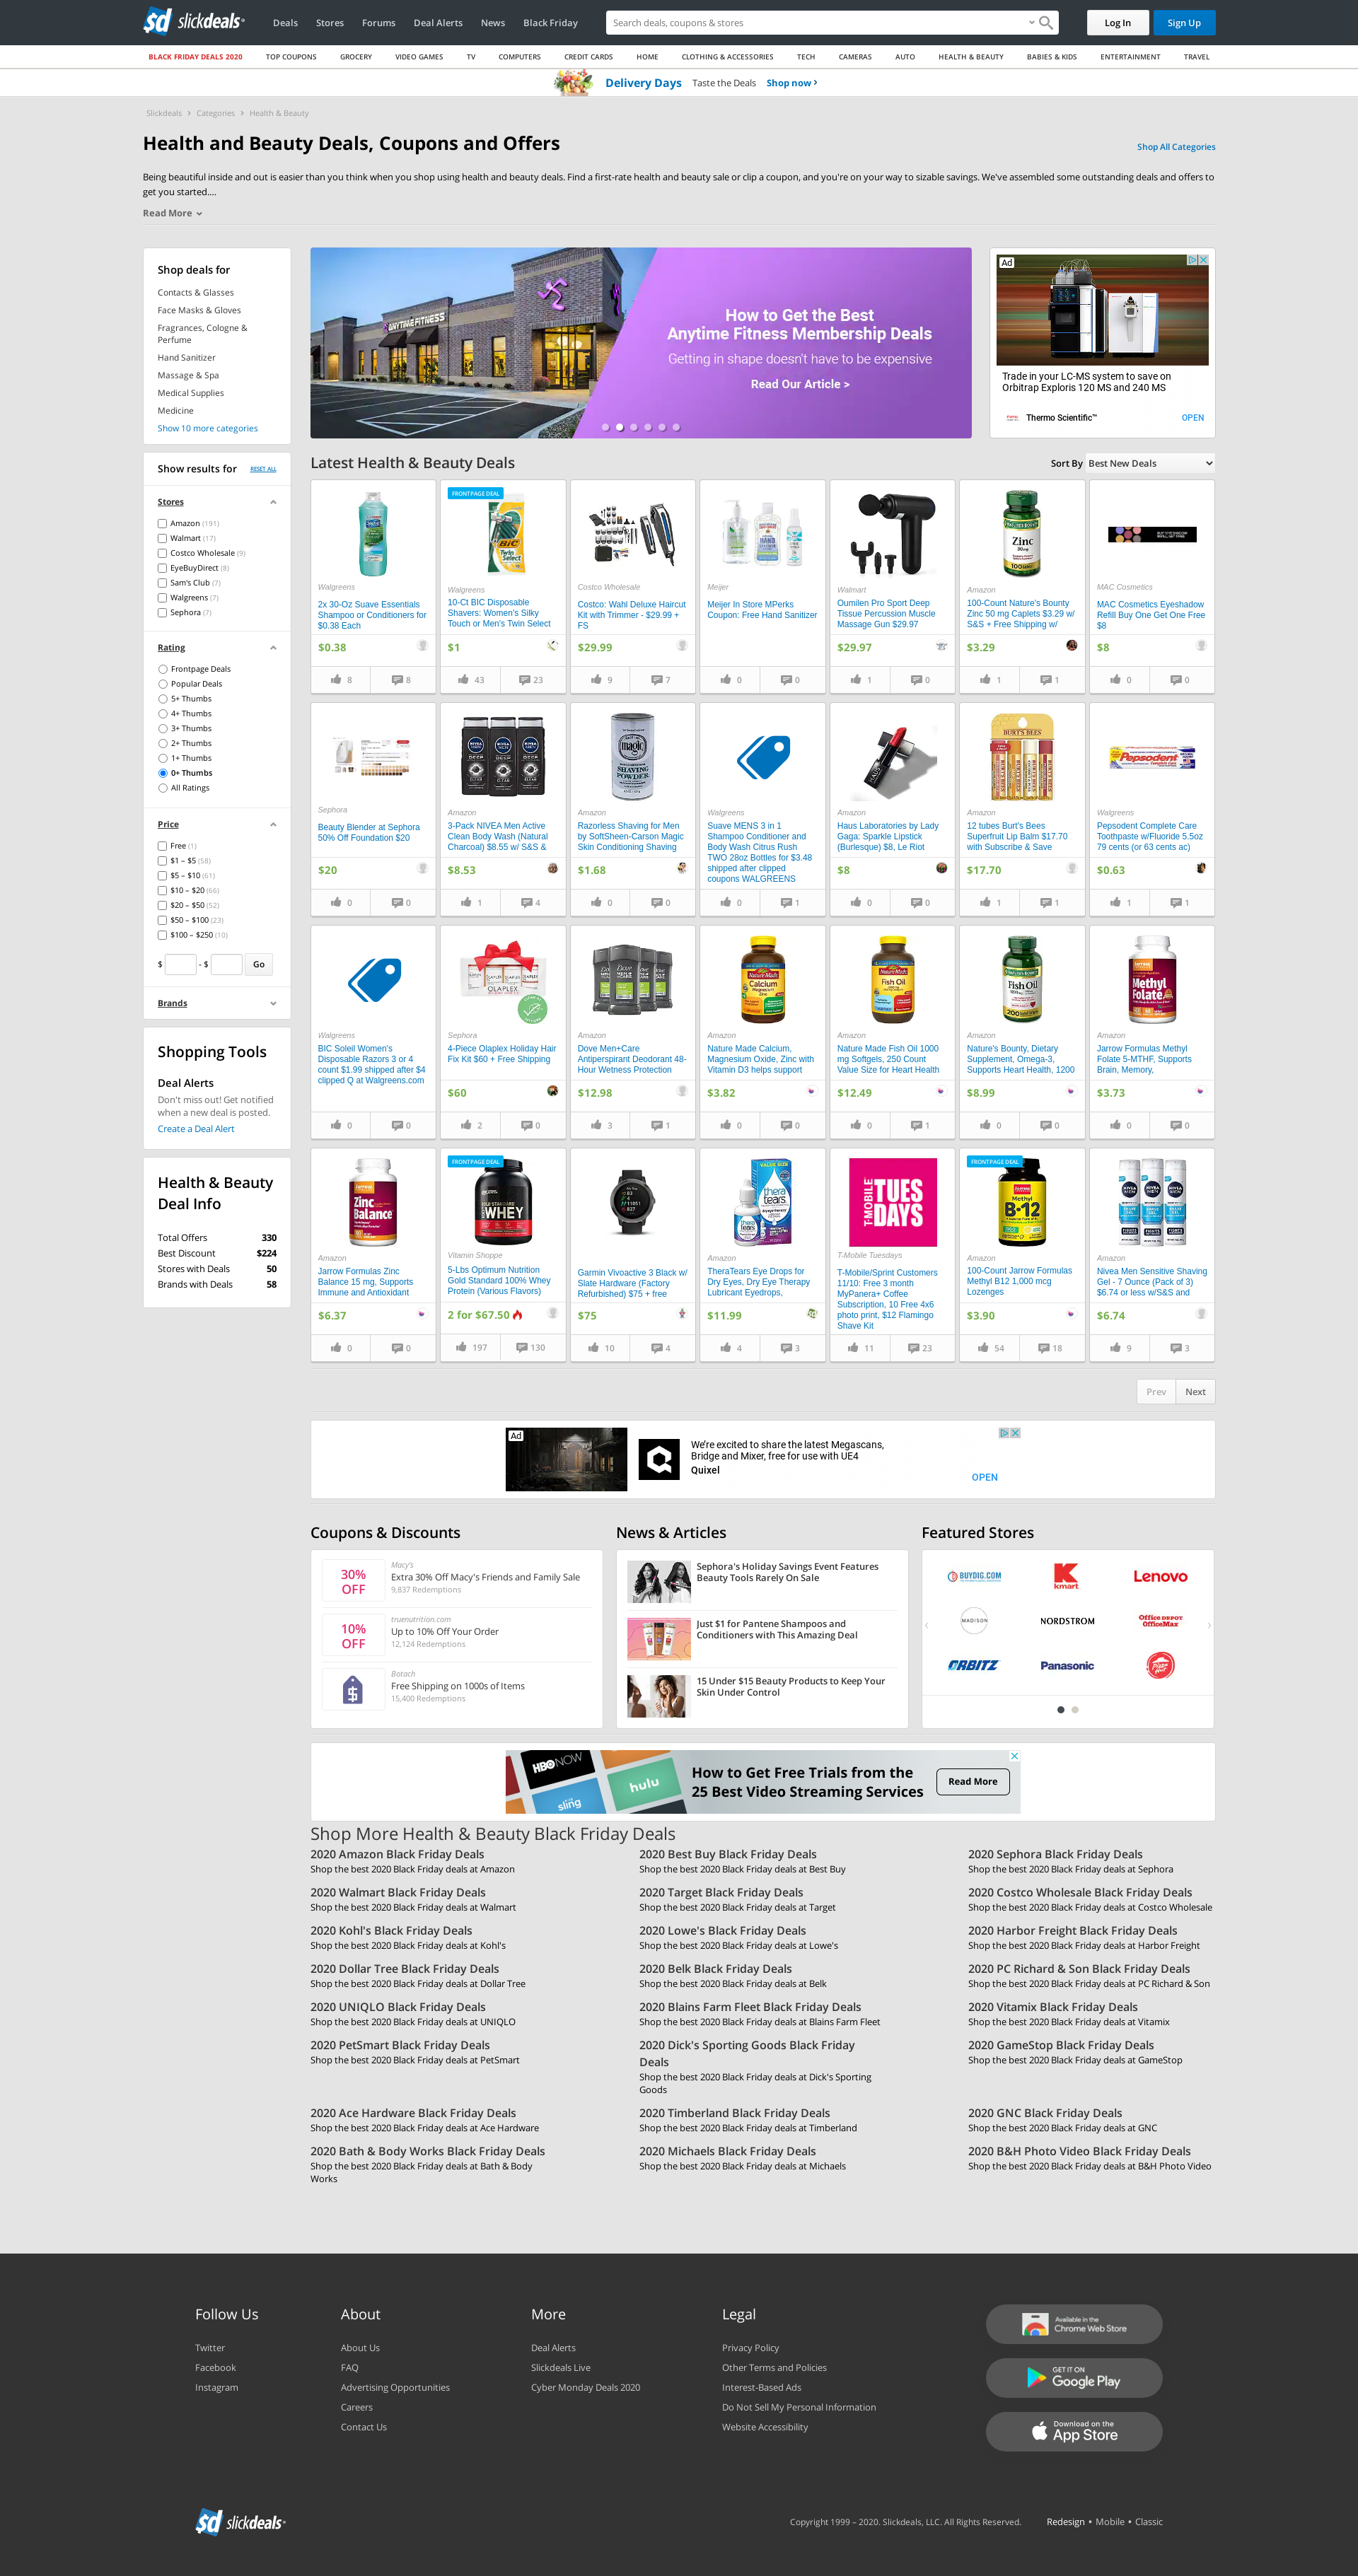 slickdeals
Deals Stores Forums Deal Alerts News Black Friday
Search deals, coupons & stores
Log In
Sign Up
BLACK FRIDAY DEALS 2020 TOP COUPONS GROCERY VIDEO GAMES TV COMPUTERS CREDIT CARDS HOME CLOTHING & ACCESSORIES TECH CAMERAS AUTO HEALTH & BEAUTY BABIES & KIDS ENTERTAINMENT TRAVEL
Delivery Days Taste the Deals Shop now
Slickdeals > Categories > Health & Beauty
Health and Beauty Deals, Coupons and Offers
Shop All Categories
Being beautiful inside and out is easier than you think when you shop using health and beauty deals. Find a first-rate health and beauty sale or clip a coupon, and you're on your way to sizable savings. We've assembled some outstanding deals and offers to
get you started....
Read More
Shop deals for
Contacts & Glasses
Face Masks & Gloves
Fragrances, Cologne &
Perfume
Hand Sanitizer
Massage & Spa
Medical Supplies
Medicine
Show 10 more categories
Show results for
RESET ALL
Stores
Amazon (191)
Walmart (17)
Costco Wholesale (9)
EyeBuyDirect (8)
Sam's Club (7)
Walgreens (7)
Sephora (7)
Rating
Frontpage Deals
Popular Deals
5+ Thumbs
4+ Thumbs
3+ Thumbs
2+ Thumbs
1+ Thumbs
0+ Thumbs
All Ratings
Price
Free (1)
$1 – $5 (58)
$5 – $10 (61)
$10 – $20 (66)
$20 – $50 (52)
$50 – $100 (23)
$100 – $250 (10)
$ - $ Go
Brands
Shopping Tools
Deal Alerts
Don't miss out! Get notified
when a new deal is posted.
Create a Deal Alert
Health & Beauty
Deal Info
Total Offers 330
Best Discount $224
Stores with Deals 50
Brands with Deals 58
ANYTIME FITNESS
How to Get the Best
Anytime Fitness Membership Deals
Getting in shape doesn't have to be expensive
Read Our Article >
Ad
Trade in your LC-MS system to save on
Orbitrap Exploris 120 MS and 240 MS
Thermo Scientific™
OPEN
Latest Health & Beauty Deals
Sort By Best New Deals
Walgreens
2x 30-Oz Suave Essentials
Shampoo or Conditioners for
$0.38 Each
$0.38
8 8
FRONTPAGE DEAL
Walgreens
10-Ct BIC Disposable
Shavers: Women's Silky
Touch or Men's Twin Select
$1
43 23
Costco Wholesale
Costco: Wahl Deluxe Haircut
Kit with Trimmer - $29.99 +
FS
$29.99
9 7
Meijer
Meijer In Store MPerks
Coupon: Free Hand Sanitizer
0 0
Walmart
Oumilen Pro Sport Deep
Tissue Percussion Muscle
Massage Gun $29.97
$29.97
1 0
Amazon
100-Count Nature's Bounty
Zinc 50 mg Caplets $3.29 w/
S&S + Free Shipping w/
$3.29
1 1
MAC Cosmetics
MAC Cosmetics Eyeshadow
Refill Buy One Get One Free
$8
$8
0 0
Sephora
Beauty Blender at Sephora
50% Off Foundation $20
$20
0 0
Amazon
3-Pack NIVEA Men Active
Clean Body Wash (Natural
Charcoal) $8.55 w/ S&S &
$8.53
1 4
Amazon
Razorless Shaving for Men
by SoftSheen-Carson Magic
Skin Conditioning Shaving
$1.68
0 0
Walgreens
Suave MENS 3 in 1
Shampoo Conditioner and
Body Wash Citrus Rush
TWO 28oz Bottles for $3.48
shipped after clipped
coupons WALGREENS
0 1
Amazon
Haus Laboratories by Lady
Gaga: Sparkle Lipstick
(Burlesque) $8, Le Riot
$8
0 0
Amazon
12 tubes Burt's Bees
Superfruit Lip Balm $17.70
with Subscribe & Save
$17.70
1 1
Walgreens
Pepsodent Complete Care
Toothpaste w/Fluoride 5.5oz
79 cents (or 63 cents ac)
$0.63
1 1
Walgreens
BIC Soleil Women's
Disposable Razors 3 or 4
count $1.99 shipped after $4
clipped Q at Walgreens.com
0 0
Sephora
4-Piece Olaplex Holiday Hair
Fix Kit $60 + Free Shipping
$60
2 0
Amazon
Dove Men+Care
Antiperspirant Deodorant 48-
Hour Wetness Protection
$12.98
3 1
Amazon
Nature Made Calcium,
Magnesium Oxide, Zinc with
Vitamin D3 helps support
$3.82
0 0
Amazon
Nature Made Fish Oil 1000
mg Softgels, 250 Count
Value Size for Heart Health
$12.49
0 1
Amazon
Nature's Bounty, Dietary
Supplement, Omega-3,
Supports Heart Health, 1200
$8.99
0 0
Amazon
Jarrow Formulas Methyl
Folate 5-MTHF, Supports
Brain, Memory,
$3.73
0 0
Amazon
Jarrow Formulas Zinc
Balance 15 mg, Supports
Immune and Antioxidant
$6.37
0 0
FRONTPAGE DEAL
Vitamin Shoppe
5-Lbs Optimum Nutrition
Gold Standard 100% Whey
Protein (Various Flavors)
2 for $67.50
197 130
Garmin Vivoactive 3 Black w/
Slate Hardware (Factory
Refurbished) $75 + free
$75
10 4
Amazon
TheraTears Eye Drops for
Dry Eyes, Dry Eye Therapy
Lubricant Eyedrops,
$11.99
4 3
T-MOBILE TUESDAYS
T-Mobile Tuesdays
T-Mobile/Sprint Customers
11/10: Free 3 month
MyPanera+ Coffee
Subscription, 10 Free 4x6
photo print, $12 Flamingo
Shave Kit
11 23
FRONTPAGE DEAL
Amazon
100-Count Jarrow Formulas
Methyl B12 1,000 mcg
Lozenges
$3.90
54 18
Amazon
Nivea Men Sensitive Shaving
Gel - 7 Ounce (Pack of 3)
$6.74 or less w/S&S and
$6.74
9 3
Prev Next
Ad
We're excited to share the latest Megascans,
Bridge and Mixer, free for use with UE4
Quixel
OPEN
Coupons & Discounts
30% OFF
Macy's
Extra 30% Off Macy's Friends and Family Sale
9,837 Redemptions
10% OFF
truenutrition.com
Up to 10% Off Your Order
12,124 Redemptions
Botach
Free Shipping on 1000s of Items
15,400 Redemptions
News & Articles
Sephora's Holiday Savings Event Features
Beauty Tools Rarely On Sale
Just $1 for Pantene Shampoos and
Conditioners with This Amazing Deal
15 Under $15 Beauty Products to Keep Your
Skin Under Control
Featured Stores
BUYDIG.COM kmart Lenovo
MADISON NORDSTROM Office DEPOT OfficeMax
ORBITZ Panasonic Pizza Hut
HBO NOW hulu sling
How to Get Free Trials from the
25 Best Video Streaming Services
Read More
Shop More Health & Beauty Black Friday Deals
2020 Amazon Black Friday Deals
Shop the best 2020 Black Friday deals at Amazon
2020 Best Buy Black Friday Deals
Shop the best 2020 Black Friday deals at Best Buy
2020 Sephora Black Friday Deals
Shop the best 2020 Black Friday deals at Sephora
2020 Walmart Black Friday Deals
Shop the best 2020 Black Friday deals at Walmart
2020 Target Black Friday Deals
Shop the best 2020 Black Friday deals at Target
2020 Costco Wholesale Black Friday Deals
Shop the best 2020 Black Friday deals at Costco Wholesale
2020 Kohl's Black Friday Deals
Shop the best 2020 Black Friday deals at Kohl's
2020 Lowe's Black Friday Deals
Shop the best 2020 Black Friday deals at Lowe's
2020 Harbor Freight Black Friday Deals
Shop the best 2020 Black Friday deals at Harbor Freight
2020 Dollar Tree Black Friday Deals
Shop the best 2020 Black Friday deals at Dollar Tree
2020 Belk Black Friday Deals
Shop the best 2020 Black Friday deals at Belk
2020 PC Richard & Son Black Friday Deals
Shop the best 2020 Black Friday deals at PC Richard & Son
2020 UNIQLO Black Friday Deals
Shop the best 2020 Black Friday deals at UNIQLO
2020 Blains Farm Fleet Black Friday Deals
Shop the best 2020 Black Friday deals at Blains Farm Fleet
2020 Vitamix Black Friday Deals
Shop the best 2020 Black Friday deals at Vitamix
2020 PetSmart Black Friday Deals
Shop the best 2020 Black Friday deals at PetSmart
2020 Dick's Sporting Goods Black Friday
Deals
Shop the best 2020 Black Friday deals at Dick's Sporting
Goods
2020 GameStop Black Friday Deals
Shop the best 2020 Black Friday deals at GameStop
2020 Ace Hardware Black Friday Deals
Shop the best 2020 Black Friday deals at Ace Hardware
2020 Timberland Black Friday Deals
Shop the best 2020 Black Friday deals at Timberland
2020 GNC Black Friday Deals
Shop the best 2020 Black Friday deals at GNC
2020 Bath & Body Works Black Friday Deals
Shop the best 2020 Black Friday deals at Bath & Body
Works
2020 Michaels Black Friday Deals
Shop the best 2020 Black Friday deals at Michaels
2020 B&H Photo Video Black Friday Deals
Shop the best 2020 Black Friday deals at B&H Photo Video
Follow Us
Twitter
Facebook
Instagram
About
About Us
FAQ
Advertising Opportunities
Careers
Contact Us
More
Deal Alerts
Slickdeals Live
Cyber Monday Deals 2020
Legal
Privacy Policy
Other Terms and Policies
Interest-Based Ads
Do Not Sell My Personal Information
Website Accessibility
Available in the
Chrome Web Store
GET IT ON
Google Play
Download on the
App Store
slickdeals
Copyright 1999 – 2020. Slickdeals, LLC. All Rights Reserved.
Redesign • Mobile • Classic